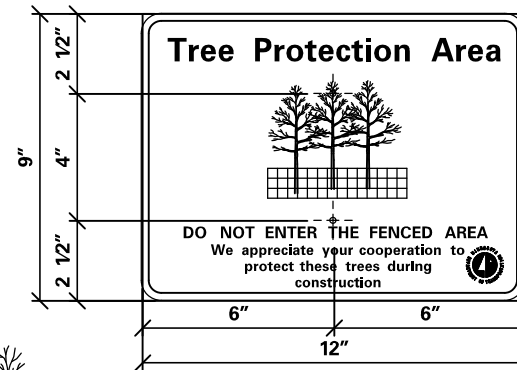 Tree Protection Area
DO NOT ENTER THE FENCED AREA
We appreciate your cooperation to
protect these trees during
construction
9"
2 1/2"
4"
2 1/2"
6"
6"
12"